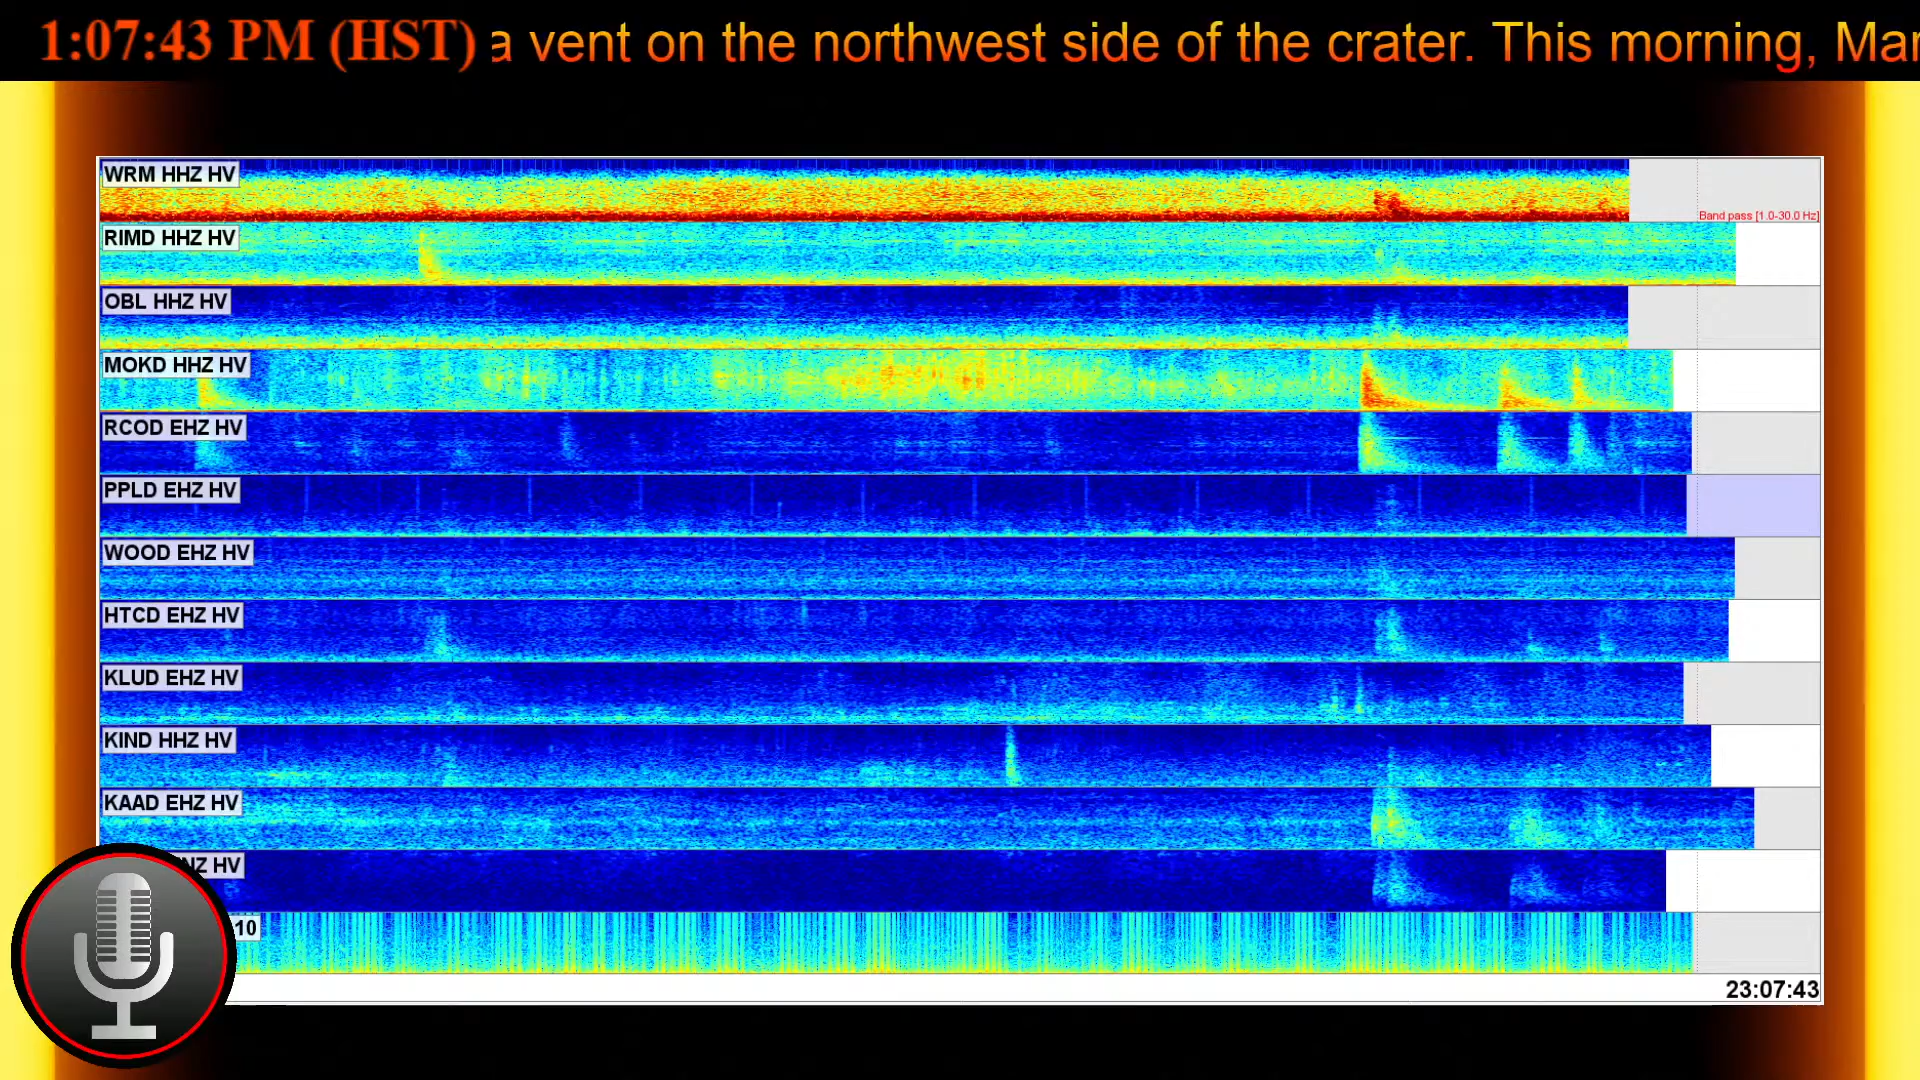 1:07:43 PM (HST) a vent on the northwest side of the crater. This morning, Mar
WRM HHZ HV
Band pass [1.0-30.0 Hz]
RIMD HHZ HV
OBL HHZ HV
MOKD HHZ HV
RCOD EHZ HV
PPLD EHZ HV
WOOD EHZ HV
HTCD EHZ HV
KLUD EHZ HV
KIND HHZ HV
KAAD EHZ HV
NZ HV
10
23:07:43